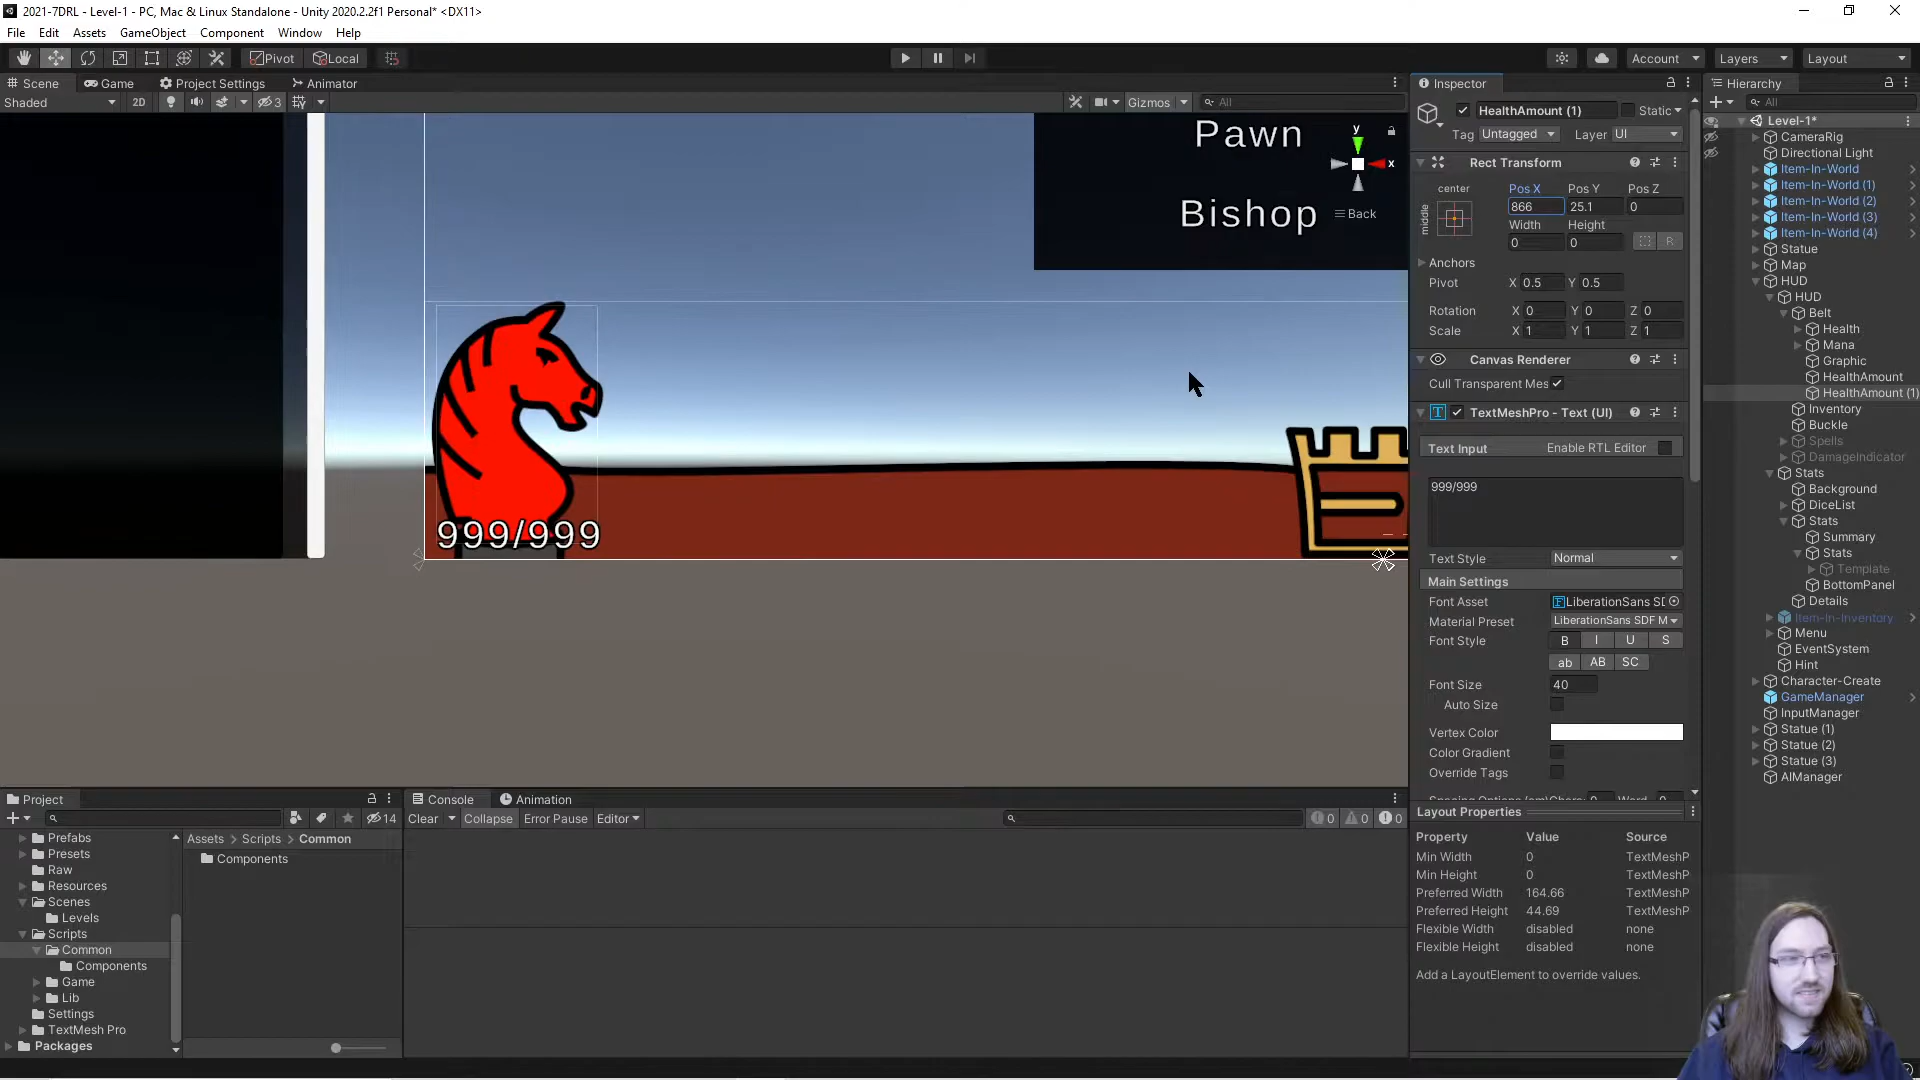 2021-7DRL - Level-1 - PC, Mac & Linux Standalone - Unity 2020.2.2f1 Personal* <DX11>
File Edit Assets GameObject Component Window Help
Pivot Local Account Layers Layout
Scene Game Project Settings Animator
Shaded 2D 3 Gizmos All
Pawn
Bishop
y
x
Back
999/999
Inspector
HealthAmount (1) Static
Tag Untagged Layer UI
Rect Transform
center
middle
Pos X Pos Y Pos Z
866 25.1 0
Width Height
0 0 R
Anchors
Pivot X 0.5 Y 0.5
Rotation X 0 Y 0 Z 0
Scale X 1 Y 1 Z 1
Canvas Renderer
Cull Transparent Mes
TextMeshPro - Text (UI)
Text Input Enable RTL Editor
999/999
Text Style Normal
Main Settings
Font Asset LiberationSans SD
Material Preset LiberationSans SDF M
Font Style B I U S
ab AB SC
Font Size 40
Auto Size
Vertex Color
Color Gradient
Override Tags
Layout Properties
Property Value Source
Min Width 0 TextMeshP
Min Height 0 TextMeshP
Preferred Width 164.66 TextMeshP
Preferred Height 44.69 TextMeshP
Flexible Width disabled none
Flexible Height disabled none
Add a LayoutElement to override values.
Hierarchy
All
Level-1*
CameraRig
Directional Light
Item-In-World
Item-In-World (1)
Item-In-World (2)
Item-In-World (3)
Item-In-World (4)
Statue
Map
HUD
HUD
Belt
Health
Mana
Graphic
HealthAmount
HealthAmount (1)
Inventory
Buckle
Spells
DamageIndicator
Stats
Background
DiceList
Stats
Summary
Stats
Template
BottomPanel
Details
Item-In-Inventory
Menu
EventSystem
Hint
Character-Create
GameManager
InputManager
Statue (1)
Statue (2)
Statue (3)
AIManager
Project
14
Prefabs
Presets
Raw
Resources
Scenes
Levels
Scripts
Common
Components
Game
Lib
Settings
TextMesh Pro
Packages
Assets > Scripts > Common
Components
Console Animation
Clear Collapse Error Pause Editor 0 0 0